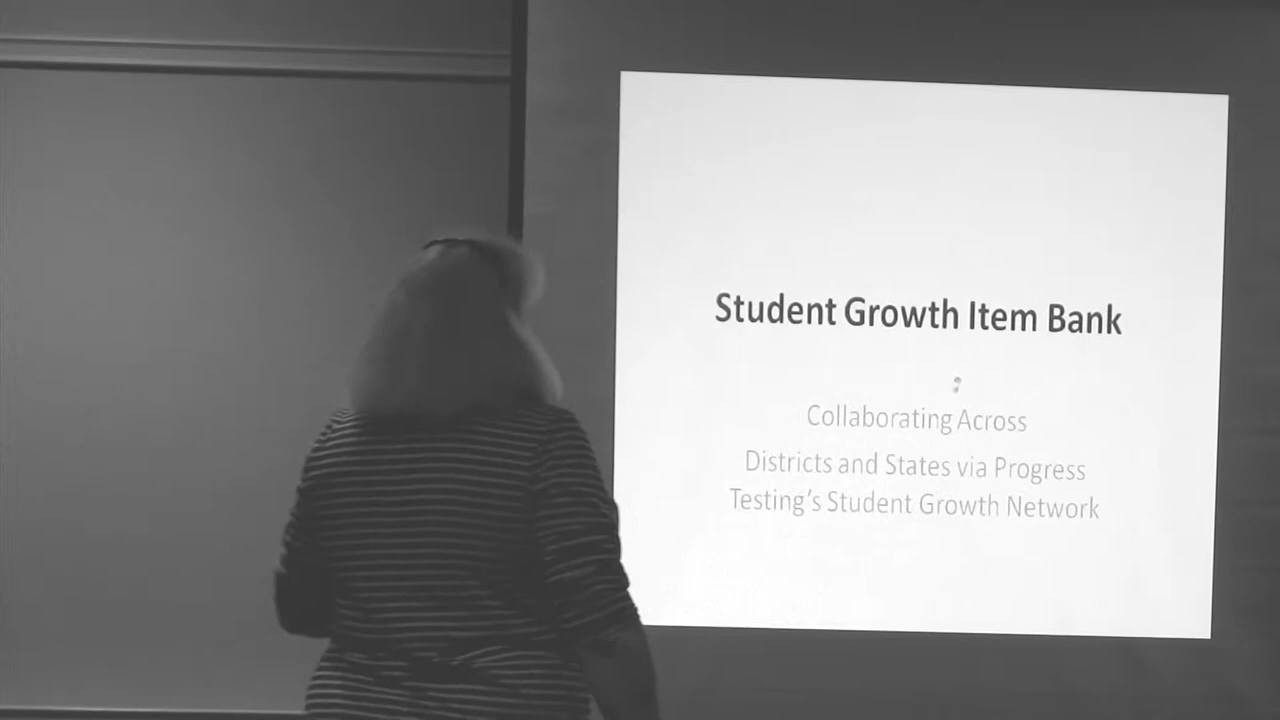 Student Growth Item Bank
Collaborating Across
Districts and States via Progress
Testing's Student Growth Network